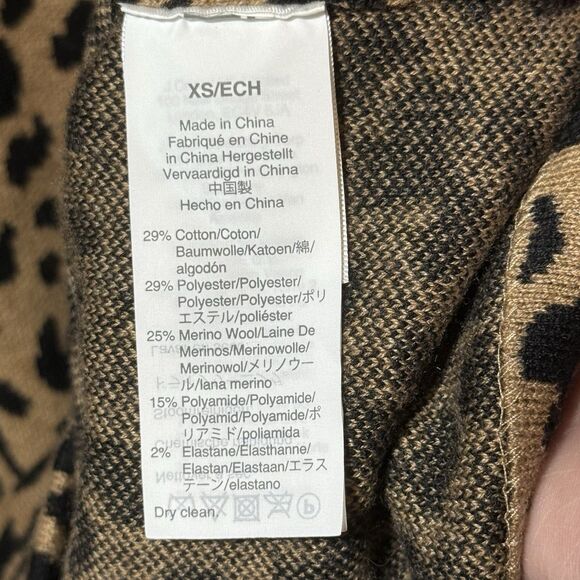 XS/ECH
Made in China
Fabriqué en Chine
in China Hergestellt
Vervaardigd in China
中国製
Hecho en China
29% Cotton/Coton/
Baumwolle/Katoen/綿/
algodón
29% Polyester/Polyester/
Polyester/Polyester/ポリ
エステル/poliéster
25% Merino Wool/Laine De
Merinos/Merinowolle/
Merinowol/メリノウー
ル/lana merino
15% Polyamide/Polyamide/
Polyamid/Polyamide/ポ
リアミド/poliamida
2% Elastane/Elasthanne/
Elastan/Elastaan/エラス
テーン/elastano
P
Dry clean.